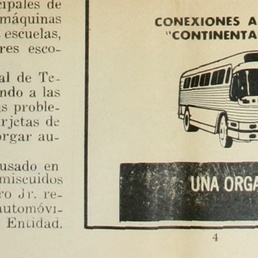 cipales de
máquinas
s escuelas,
res esco-
al de Te-
ndo a las
s proble-
arjetas de
orgar au-
usado en
miscuidos
ro Jr. re-
automóvi-
Entidad.
CONEXIONES A
"CONTINENTA
UNA ORGA
4